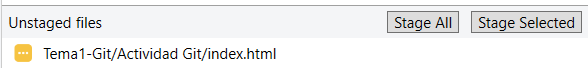 Unstaged files Stage All Stage Selected
Tema1-Git/Actividad Git/index.html